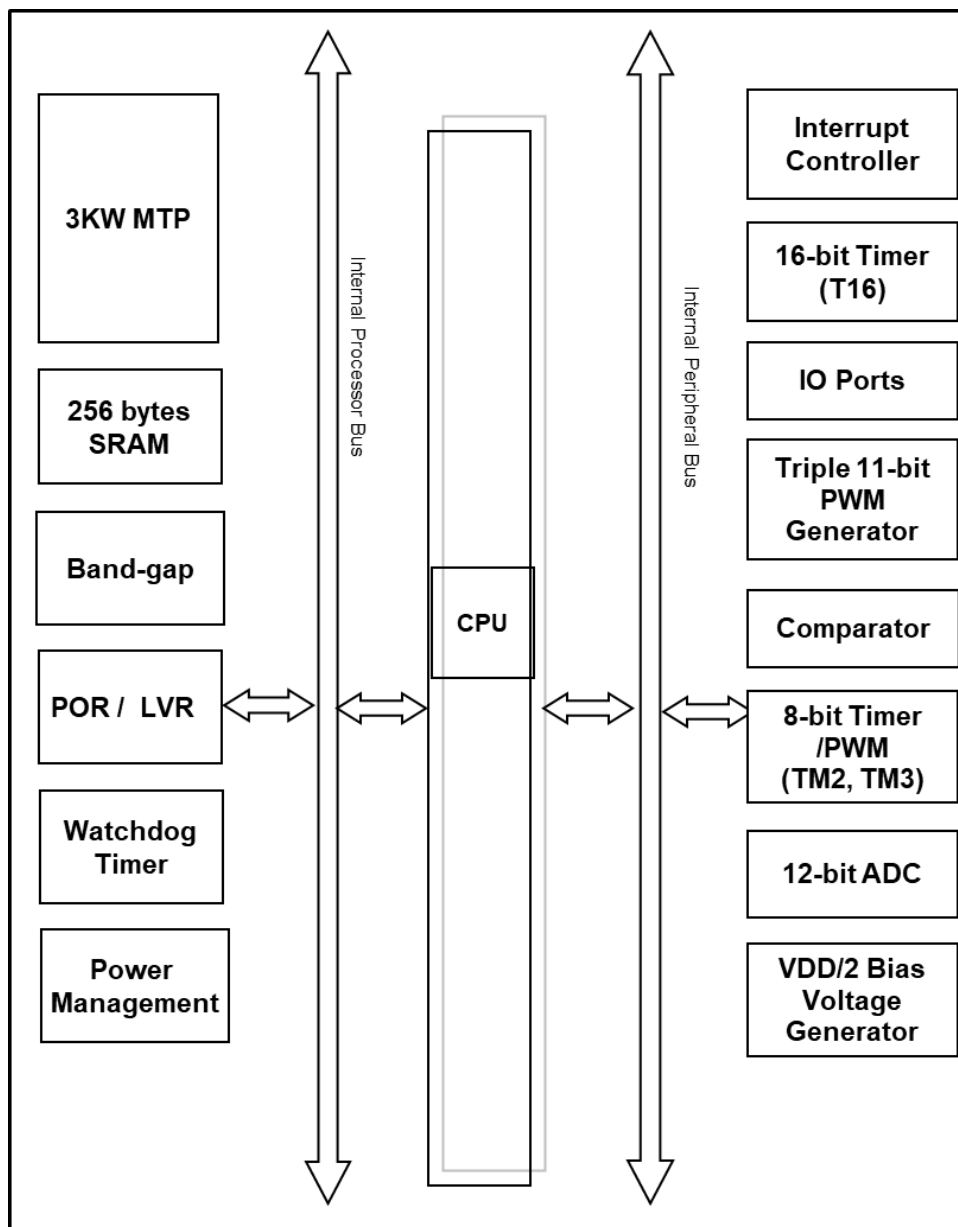 3KW MTP
256 bytes
SRAM
Band-gap
POR / LVR
Watchdog
Timer
Power
Management
Internal Processor Bus
CPU
Internal Peripheral Bus
Interrupt
Controller
16-bit Timer
(T16)
IO Ports
Triple 11-bit
PWM
Generator
Comparator
8-bit Timer
/PWM
(TM2, TM3)
12-bit ADC
VDD/2 Bias
Voltage
Generator